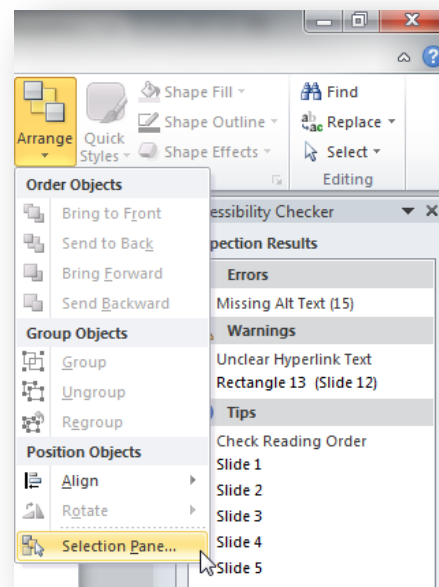 Shape Fill
Find
Shape Outline
Replace
Arrange
Quick
Styles
Shape Effects
Select
Editing
Order Objects
Bring to Front
Send to Back
Bring Forward
Send Backward
Group Objects
Group
Ungroup
Regroup
Position Objects
Align
Rotate
Selection Pane...
essibility Checker
pection Results
Errors
Missing Alt Text (15)
Warnings
Unclear Hyperlink Text
Rectangle 13 (Slide 12)
Tips
Check Reading Order
Slide 1
Slide 2
Slide 3
Slide 4
Slide 5